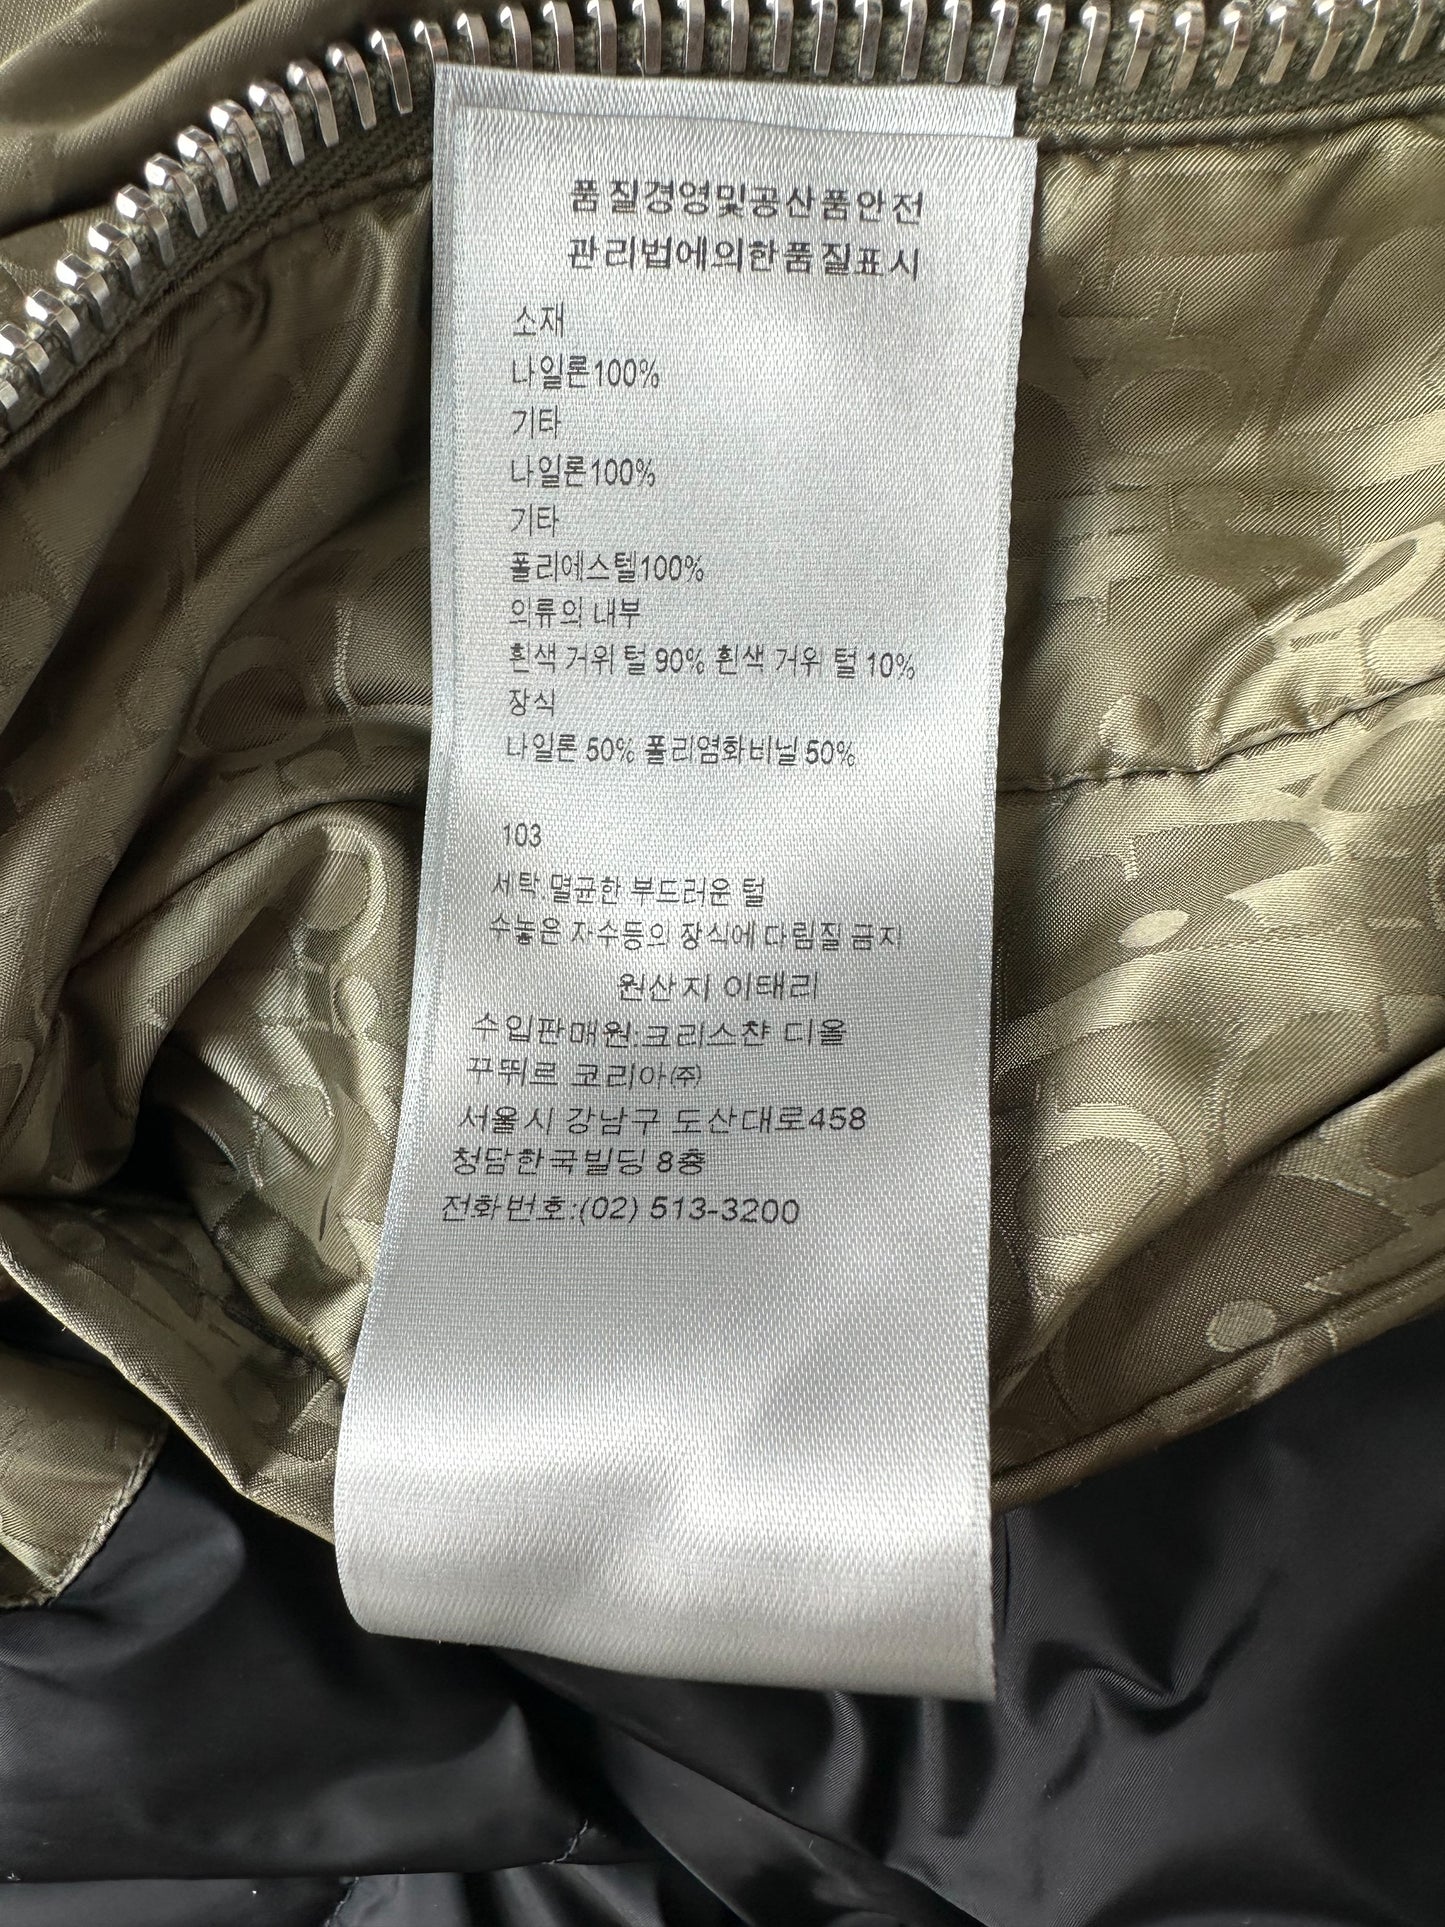 품질경영및공산품안전
관리법에의한품질표시
소재
나일론100%
기타
나일론100%
기타
폴리에스텔100%
의류의 내부
흰색 거위 털 90% 흰색 거위 털 10%
장식
나일론 50% 폴리염화비닐 50%
103
세탁:멸균한 부드러운 털
수놓은 자수등의 장식에 다림질 금지
원산지 이태리
수입판매원:크리스챤 디올
꾸뛰르 코리아㈜
서울시 강남구 도산대로458
청담한국빌딩 8층
전화번호:(02) 513-3200